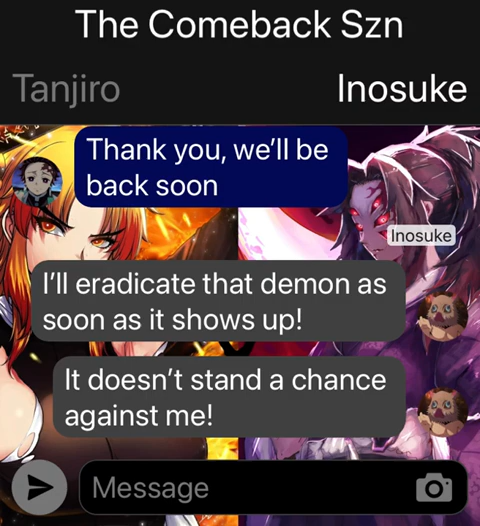 The Comeback Szn
Tanjiro
Inosuke
Thank you, we’ll be
back soon
Inosuke
I’ll eradicate that demon as
soon as it shows up!
It doesn’t stand a chance
against me!
Message